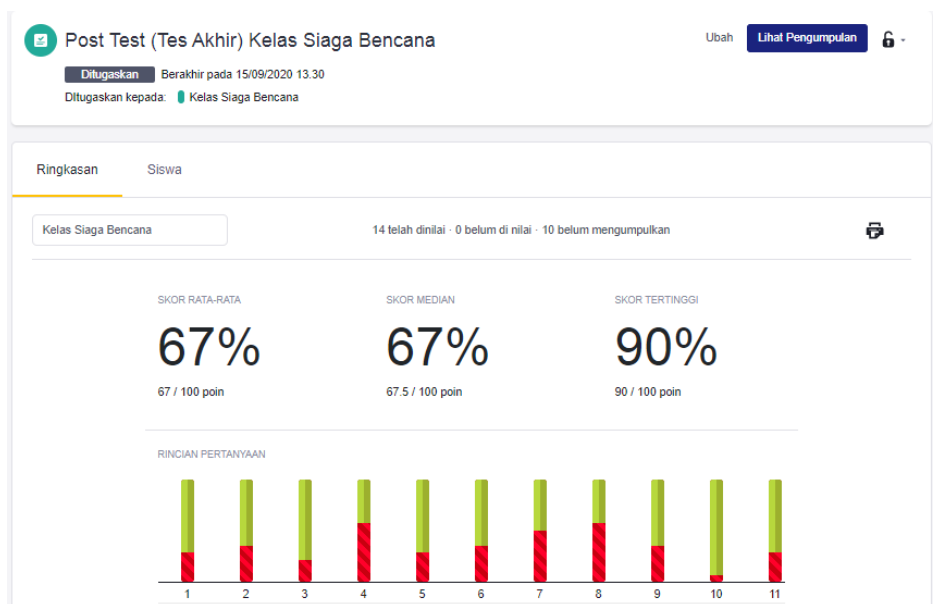 Post Test (Tes Akhir) Kelas Siaga Bencana
Ubah
Lihat Pengumpulan
Ditugaskan
Berakhir pada 15/09/2020 13.30
DItugaskan kepada:
Kelas Siaga Bencana
Ringkasan
Siswa
Kelas Siaga Bencana
14 telah dinilai · 0 belum di nilai · 10 belum mengumpulkan
SKOR RATA-RATA
SKOR MEDIAN
SKOR TERTINGGI
67%
67%
90%
67 / 100 poin
67.5 / 100 poin
90 / 100 poin
RINCIAN PERTANYAAN
1 2 3 4 5 6 7 8 9 10 11